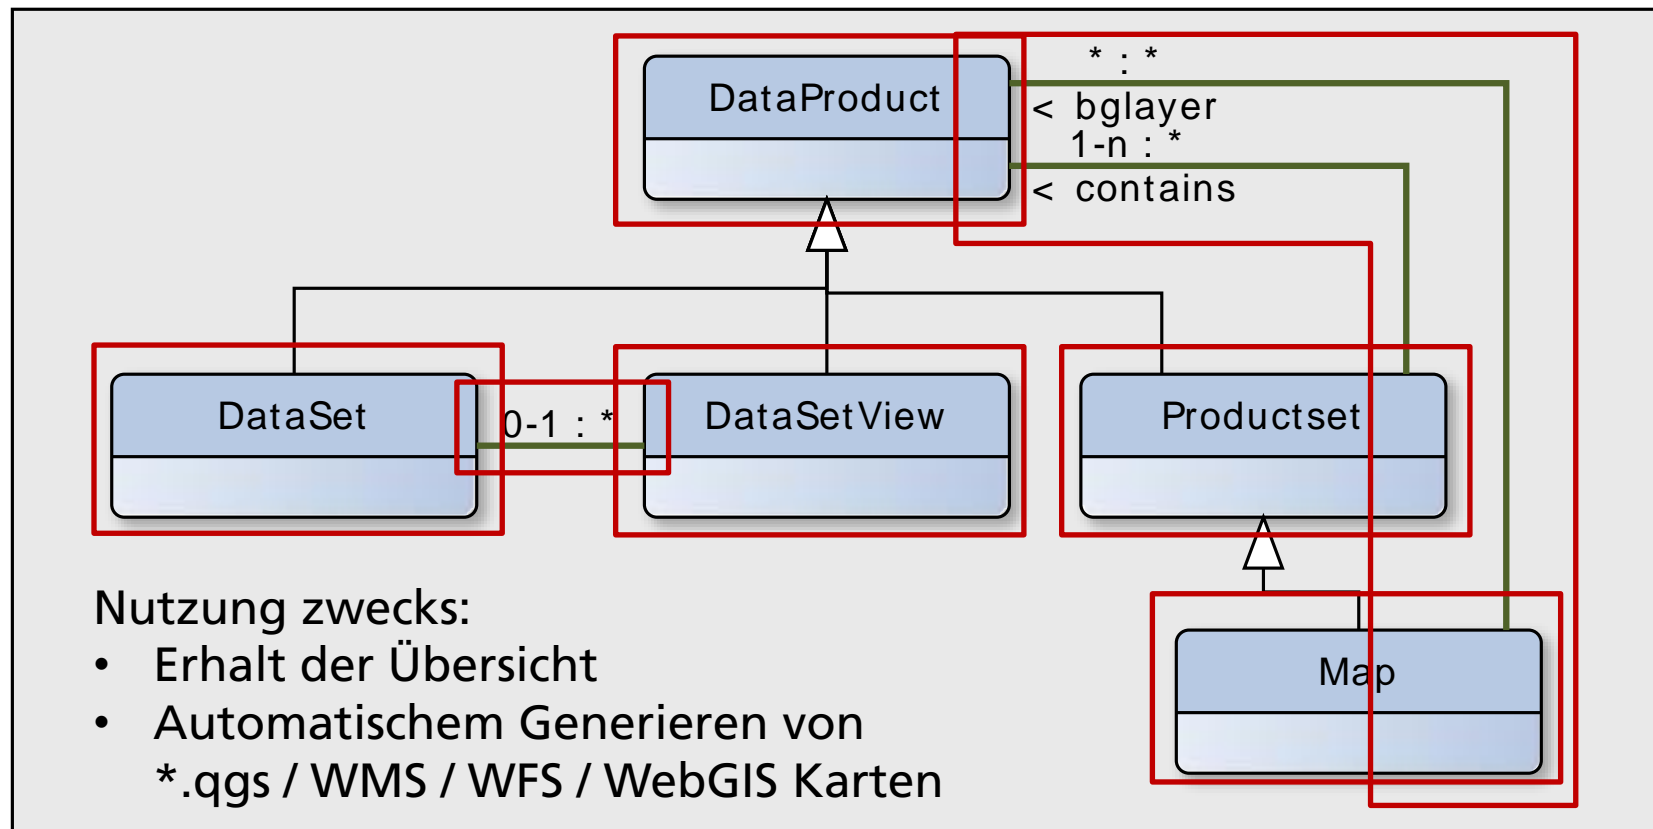 * : *
DataProduct
< bglayer
1-n : *
< contains
DataSet
0-1 : *
DataSetView
Productset
Nutzung zwecks:
• Erhalt der Übersicht
• Automatischem Generieren von
*.qgs / WMS / WFS / WebGIS Karten
Map